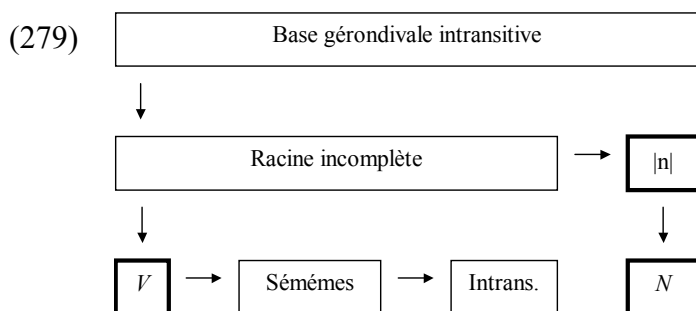 (279) Base gérondivale intransitive
Racine incomplète |n|
V Sémémes Intrans. N